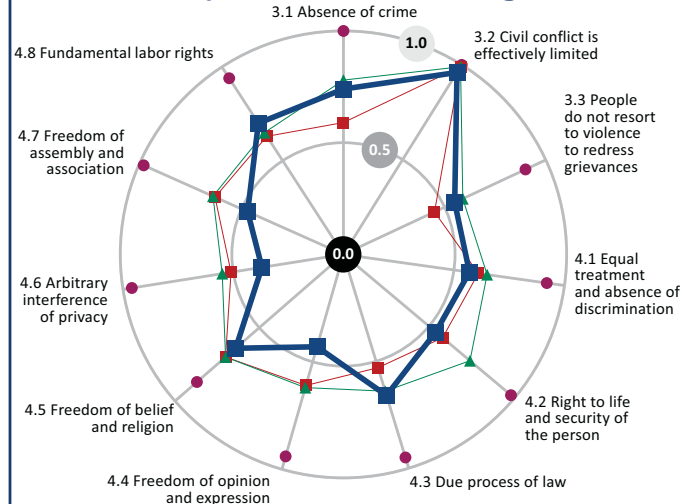 3.1 Absence of crime
1.0
3.2 Civil conflict is
effectively limited
4.8 Fundamental labor rights
3.3 People
do not resort
to violence
to redress
grievances
0.5
4.7 Freedom of
assembly and
association
0.0
4.1 Equal
treatment
and absence of
discrimination
4.6 Arbitrary
interference
of privacy
4.2 Right to life
and security of
the person
4.5 Freedom of belief
and religion
4.4 Freedom of opinion
and expression
4.3 Due process of law